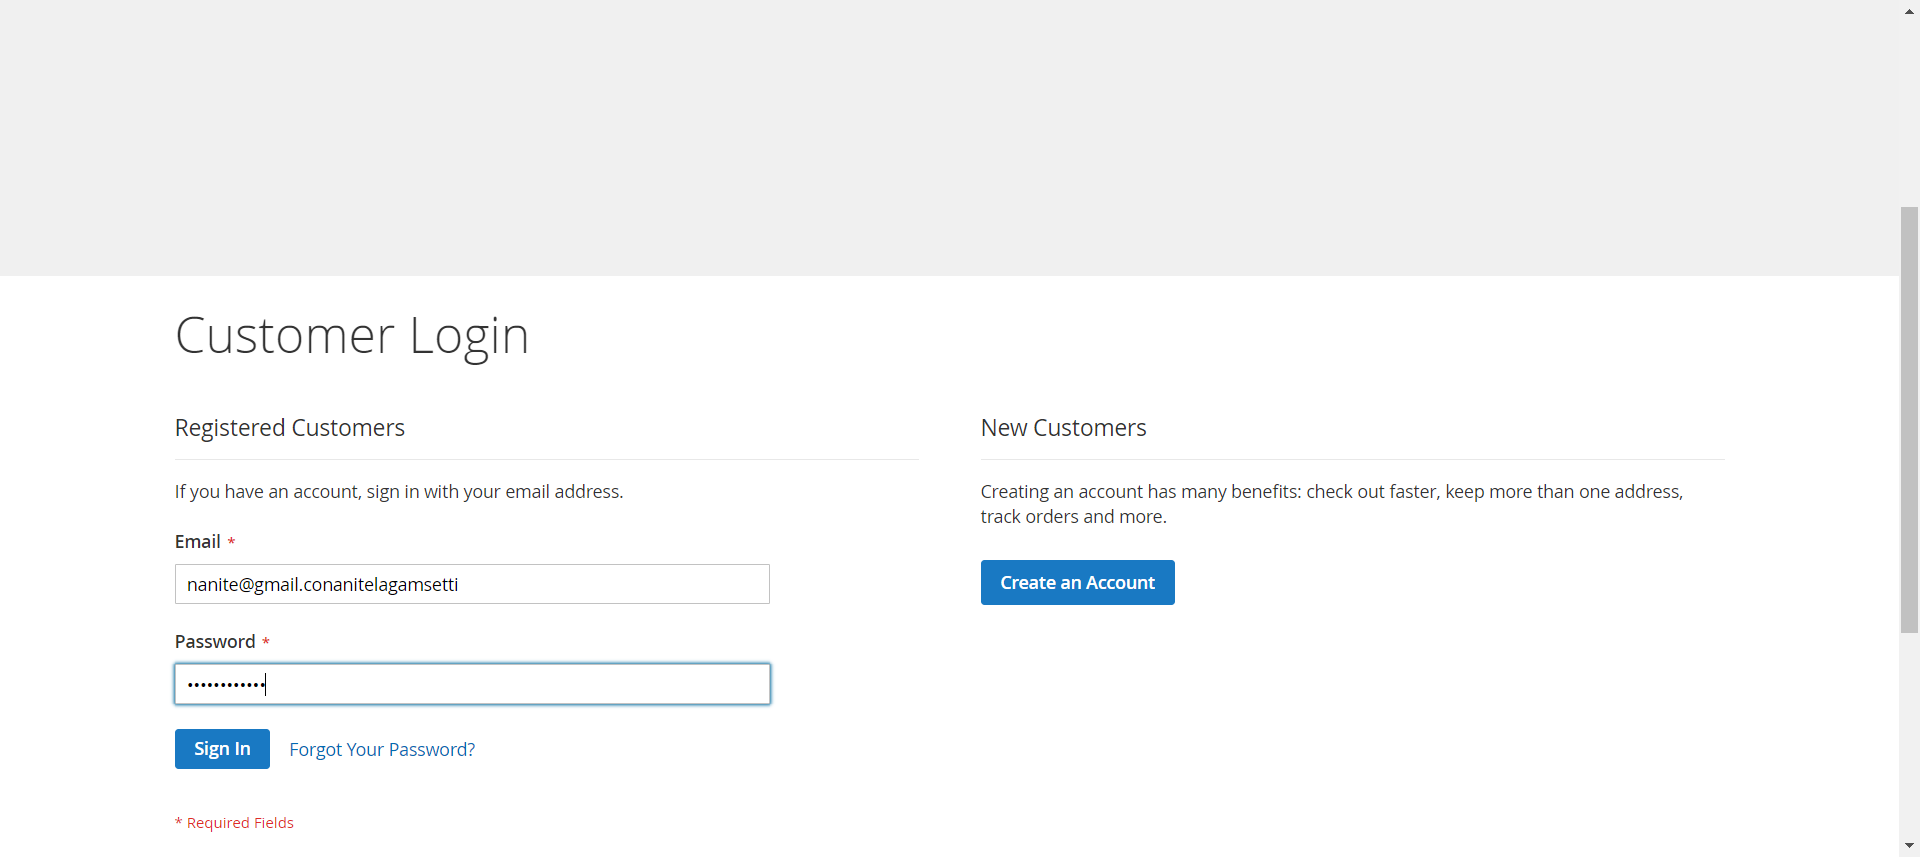 Customer Login
Registered Customers
If you have an account, sign in with your email address.
Email *
nanite@gmail.conanitelagamsetti
Password *
••••••••••••
Sign In
Forgot Your Password?
* Required Fields
New Customers
Creating an account has many benefits: check out faster, keep more than one address,
track orders and more.
Create an Account